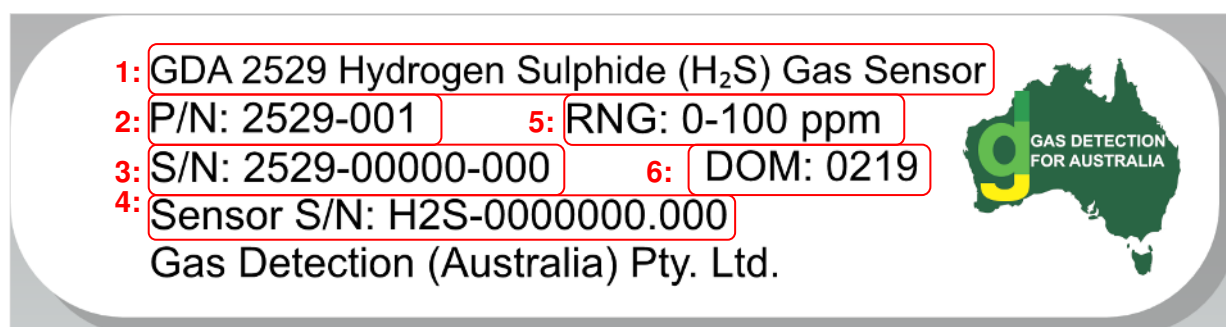 1: GDA 2529 Hydrogen Sulphide (H₂S) Gas Sensor
2: P/N: 2529-001 5: RNG: 0-100 ppm
3: S/N: 2529-00000-000 6: DOM: 0219
4: Sensor S/N: H2S-0000000.000
Gas Detection (Australia) Pty. Ltd.
gd
GAS DETECTION
FOR AUSTRALIA